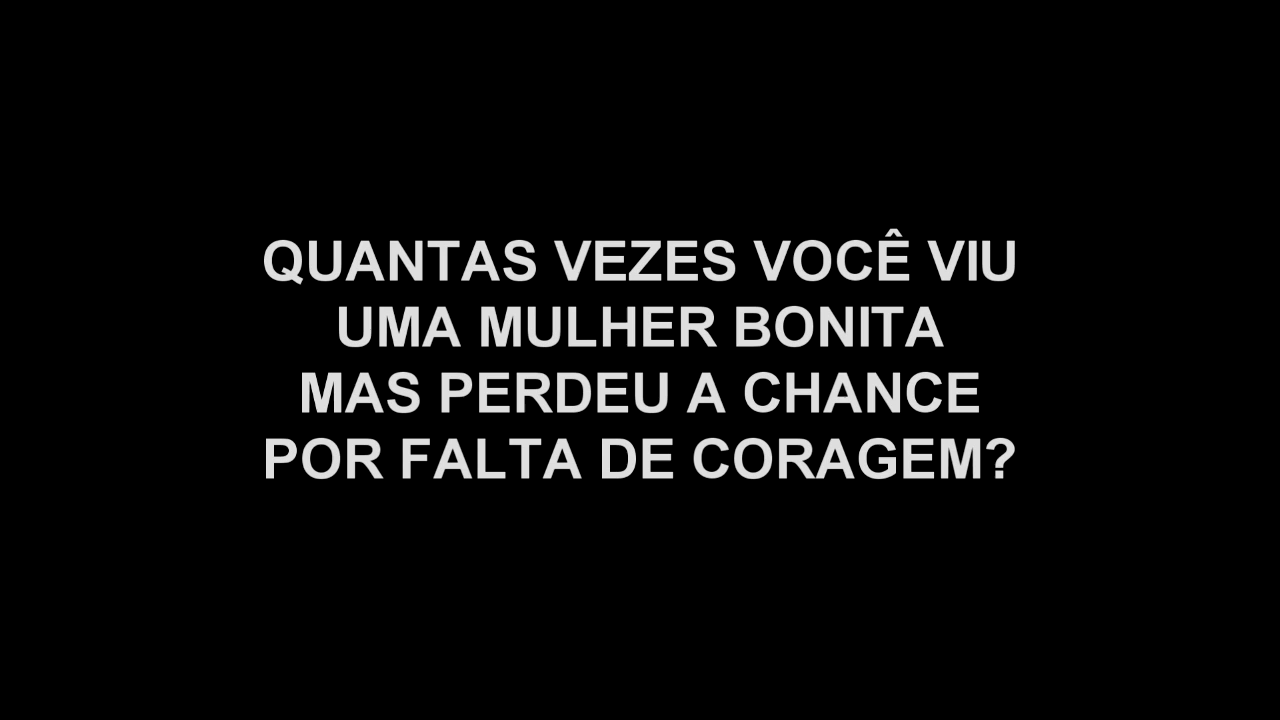 QUANTAS VEZES VOCÊ VIU
UMA MULHER BONITA
MAS PERDEU A CHANCE
POR FALTA DE CORAGEM?